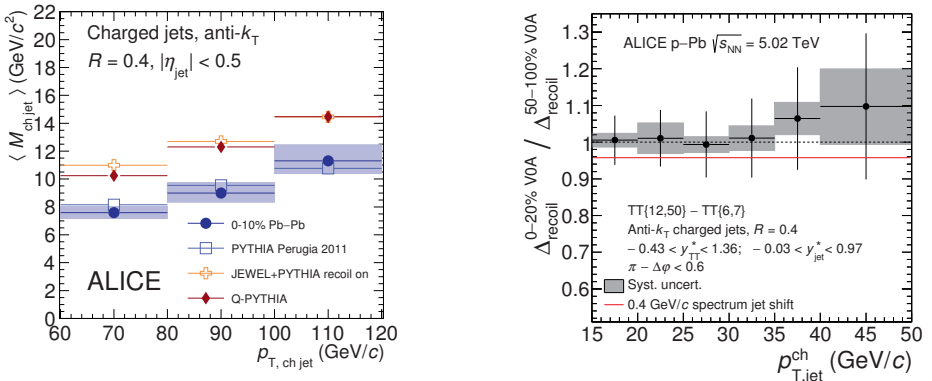 ⟨ M_ch jet ⟩ (GeV/c²)
22
20
18
16
14
12
10
8
6
4
2
0
Charged jets, anti-k_T
R = 0.4, |η_jet| < 0.5
0-10% Pb-Pb
PYTHIA Perugia 2011
JEWEL+PYTHIA recoil on
Q-PYTHIA
ALICE
60 70 80 90 100 110 120
p_T, ch jet (GeV/c)
Δ_recoil^0–20% V0A / Δ_recoil^50–100% V0A
1.3
1.2
1.1
1
0.9
0.8
0.7
0.6
ALICE p–Pb √s_NN = 5.02 TeV
TT{12,50} – TT{6,7}
Anti-k_T charged jets, R = 0.4
– 0.43 < y*_TT < 1.36; – 0.03 < y*_jet < 0.97
π – Δφ < 0.6
Syst. uncert.
0.4 GeV/c spectrum jet shift
15 20 25 30 35 40 45 50
p^ch_T,jet (GeV/c)